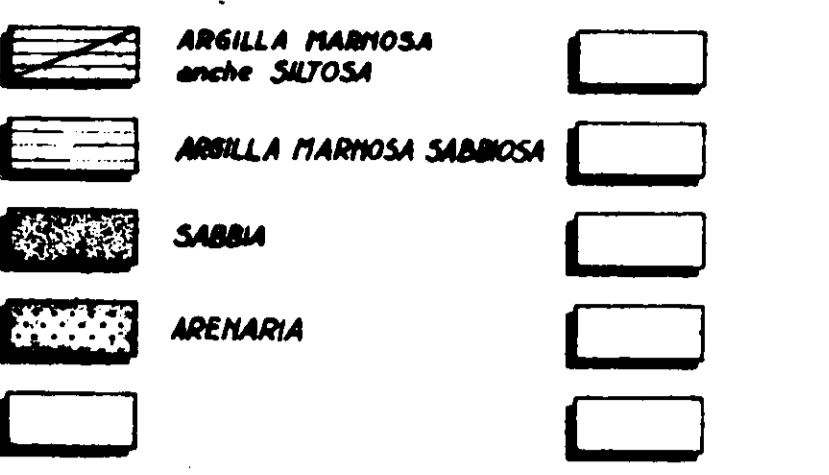 ARGILLA MARNOSA
anche SILTOSA
ARGILLA MARNOSA SABBIOSA
SABBIA
ARENARIA